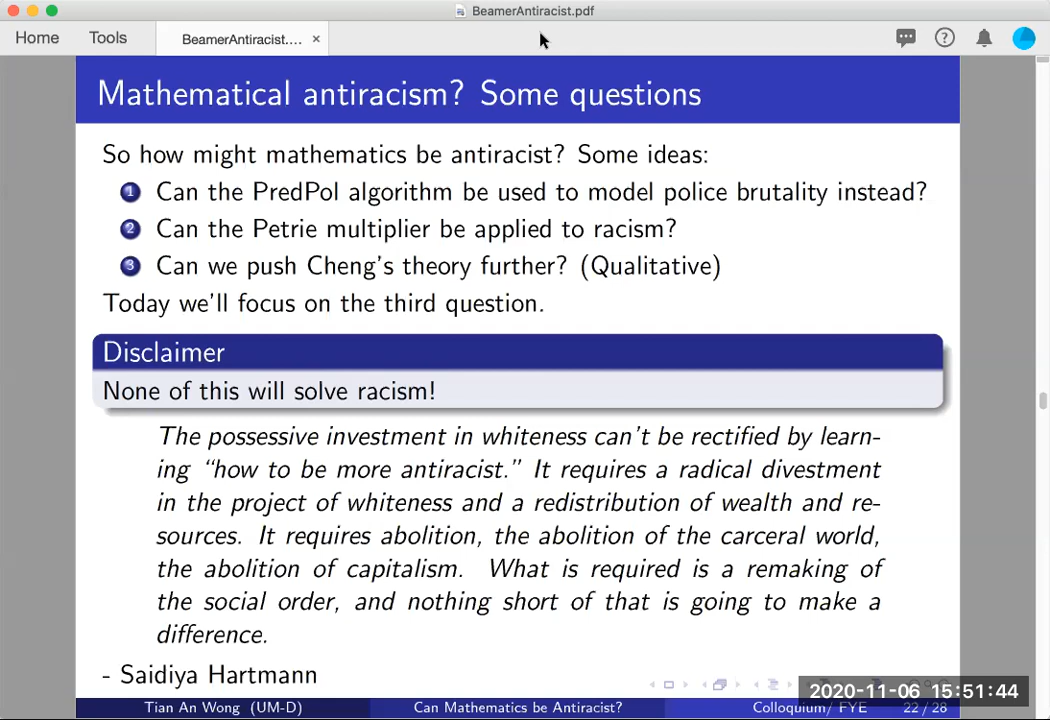 BeamerAntiracist.pdf
Home Tools BeamerAntiracist.... ×
Mathematical antiracism? Some questions
So how might mathematics be antiracist? Some ideas:
1 Can the PredPol algorithm be used to model police brutality instead?
2 Can the Petrie multiplier be applied to racism?
3 Can we push Cheng's theory further? (Qualitative)
Today we'll focus on the third question.
Disclaimer
None of this will solve racism!
The possessive investment in whiteness can't be rectified by learn-
ing "how to be more antiracist." It requires a radical divestment
in the project of whiteness and a redistribution of wealth and re-
sources. It requires abolition, the abolition of the carceral world,
the abolition of capitalism. What is required is a remaking of
the social order, and nothing short of that is going to make a
difference.
- Saidiya Hartmann
2020-11-06 15:51:44
Tian An Wong (UM-D) Can Mathematics be Antiracist? Colloquium/ FYE 22 / 28